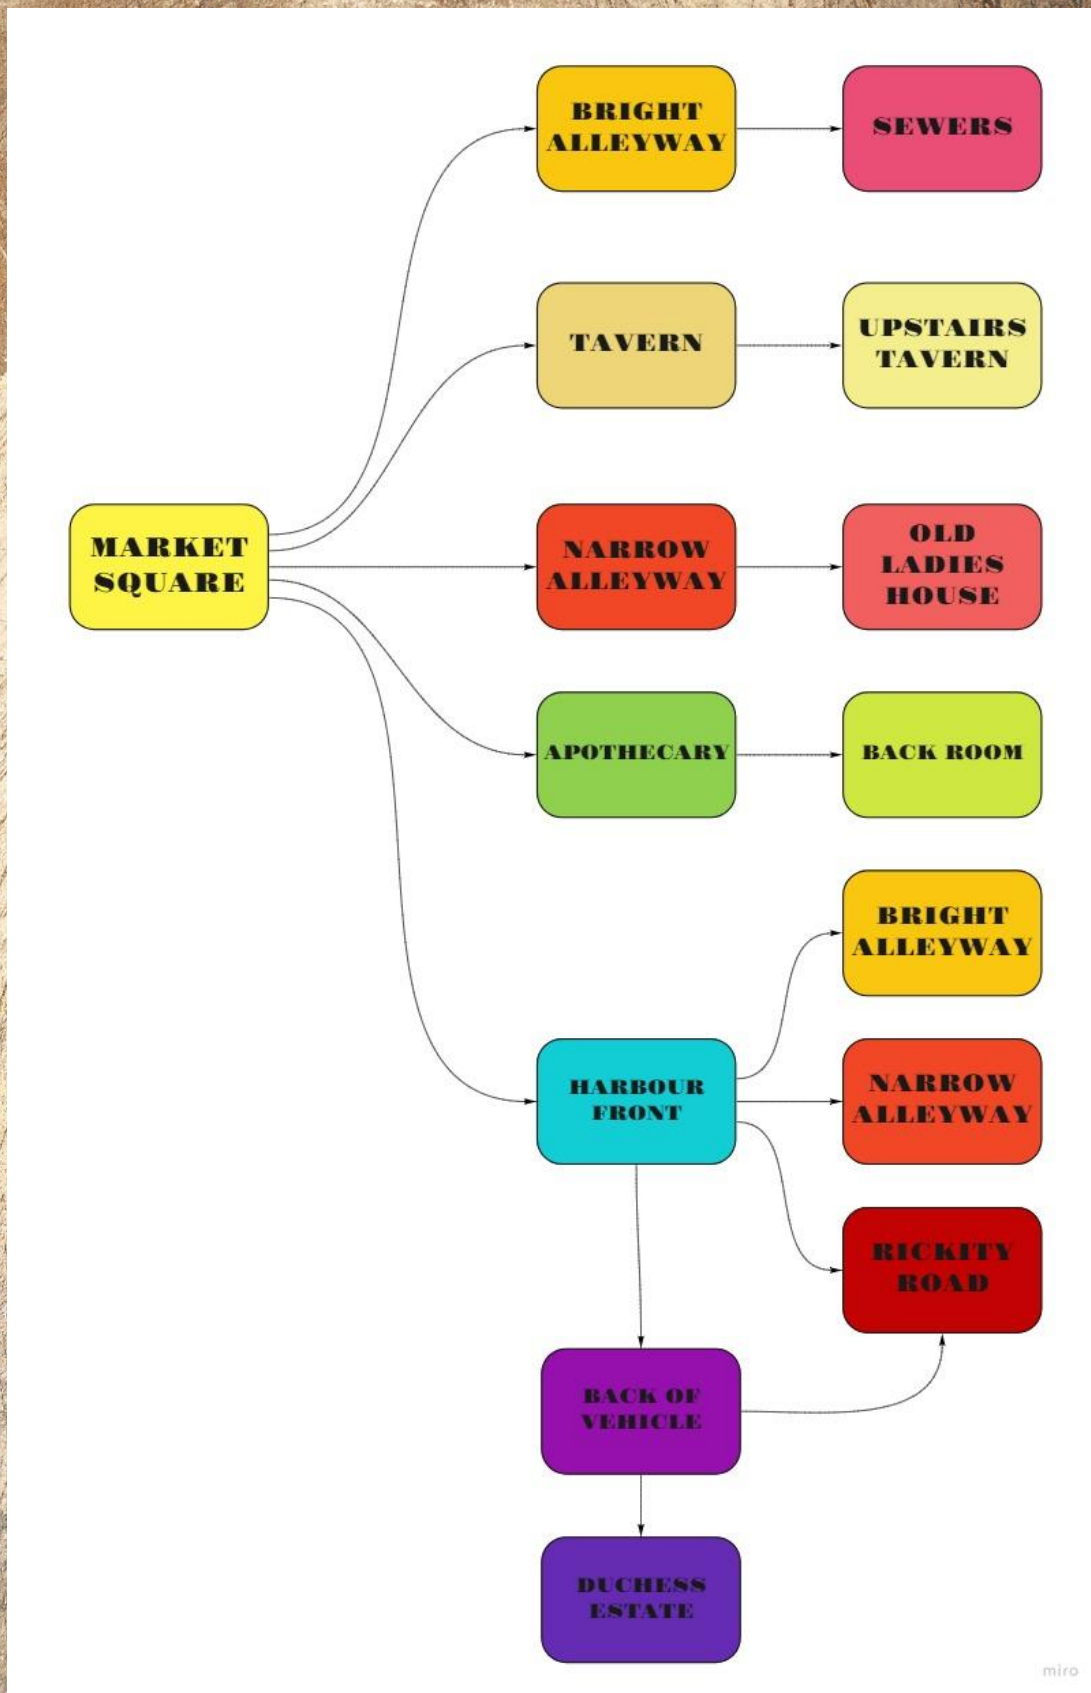 BRIGHT
ALLEYWAY
SEWERS
TAVERN
UPSTAIRS
TAVERN
MARKET
SQUARE
NARROW
ALLEYWAY
OLD
LADIES
HOUSE
APOTHECARY
BACK ROOM
BRIGHT
ALLEYWAY
HARBOUR
FRONT
NARROW
ALLEYWAY
RICKITY
ROAD
BACK OF
VEHICLE
DUCHESS
ESTATE
miro